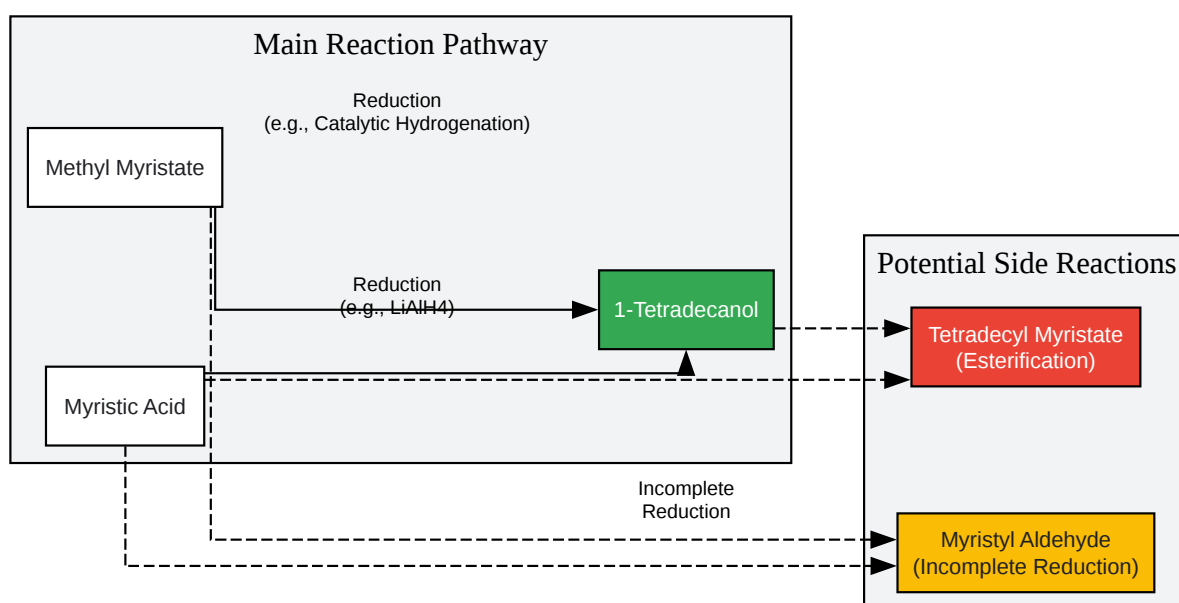 Main Reaction Pathway
Reduction
(e.g., Catalytic Hydrogenation)
Methyl Myristate
Reduction
(e.g., LiAlH4)
1-Tetradecanol
Myristic Acid
Potential Side Reactions
Tetradecyl Myristate
(Esterification)
Incomplete
Reduction
Myristyl Aldehyde
(Incomplete Reduction)